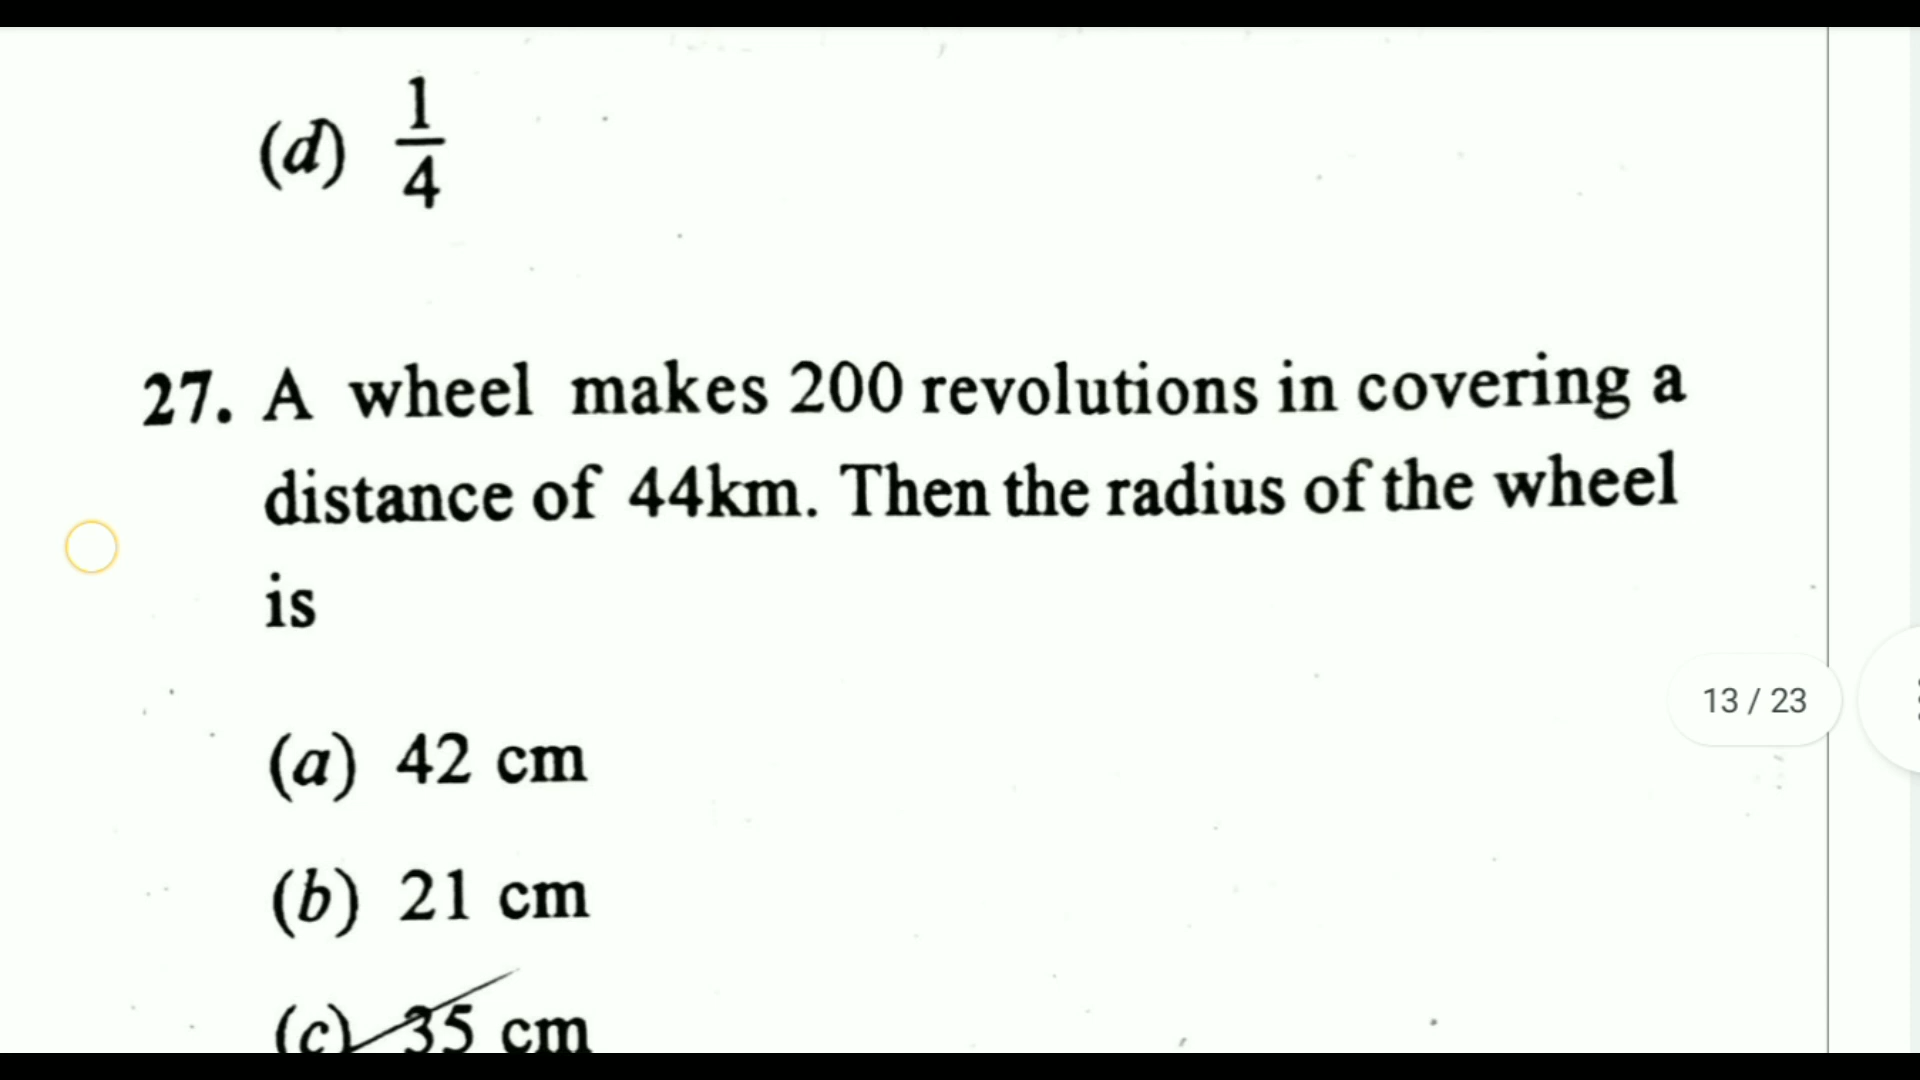 (d) 1/4
27. A wheel makes 200 revolutions in covering a
distance of 44km. Then the radius of the wheel
is
13 / 23
(a) 42 cm
(b) 21 cm
(c) 35 cm